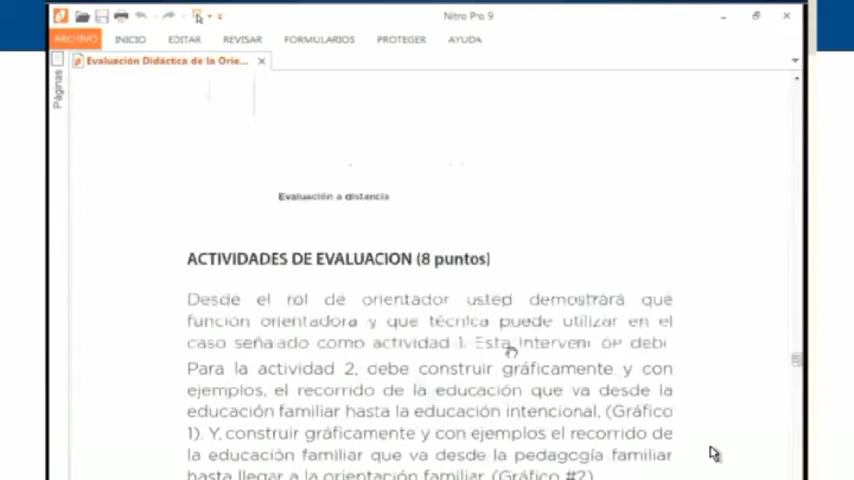 Nitro Pro 9
ARCHIVO INICIO EDITAR REVISAR FORMULARIOS PROTEGER AYUDA
Evaluación Didáctica de la Orie...
Páginas
Evaluación a distancia
ACTIVIDADES DE EVALUACION (8 puntos)
Desde el rol de orientador usted demostrará qué
función orientadora y que técnica puede utilizar en el
caso señalado como actividad 1. Esta
Para la actividad 2, debe construir gráficamente y con
ejemplos, el recorrido de la educación que va desde la
educación familiar hasta la educación intencional, (Gráfico
1). Y, construir gráficamente y con ejemplos el recorrido de
la educación familiar que va desde la pedagogía familiar
hasta llegar a la orientación familiar (Gráfico #2)